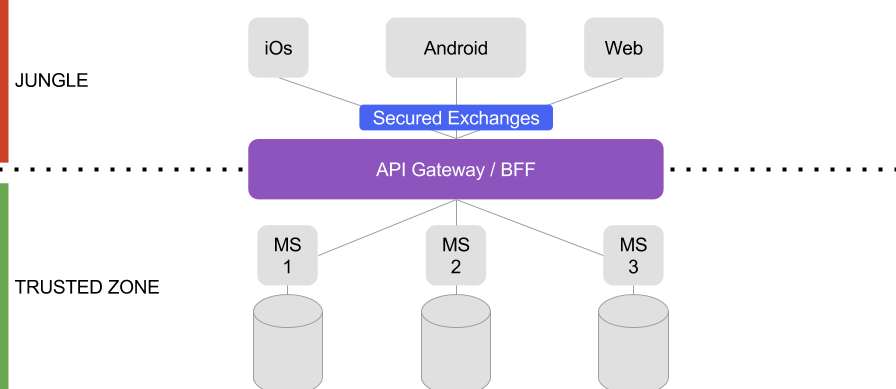 iOs
Android
Web
JUNGLE
Secured Exchanges
API Gateway / BFF
MS
1
MS
2
MS
3
TRUSTED ZONE